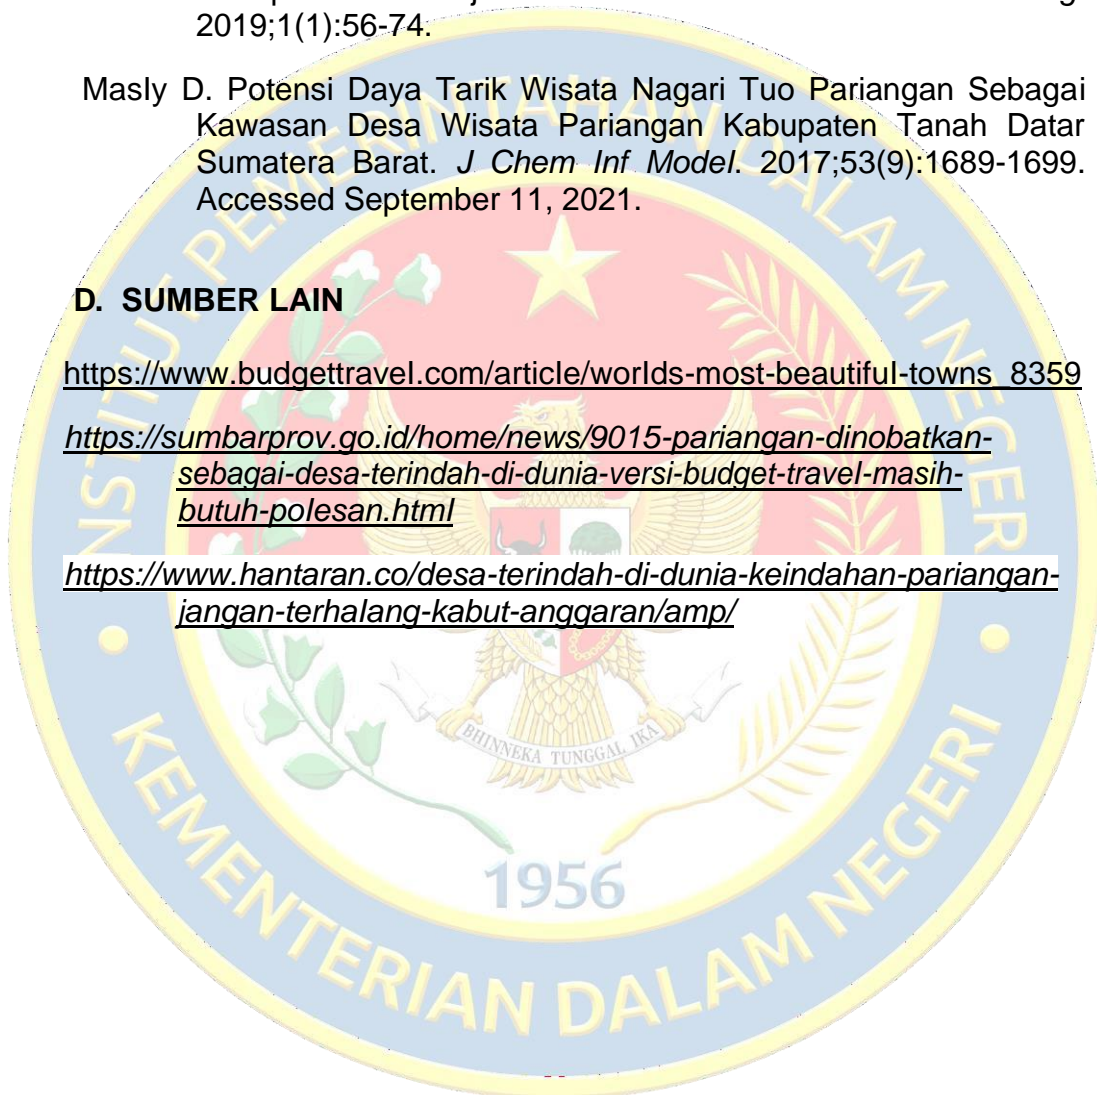 2019;1(1):56-74.
Masly D. Potensi Daya Tarik Wisata Nagari Tuo Pariangan Sebagai
Kawasan Desa Wisata Pariangan Kabupaten Tanah Datar
Sumatera Barat. J Chem Inf Model. 2017;53(9):1689-1699.
Accessed September 11, 2021.
D. SUMBER LAIN
https://www.budgettravel.com/article/worlds-most-beautiful-towns_8359
https://sumbarprov.go.id/home/news/9015-pariangan-dinobatkan-
sebagai-desa-terindah-di-dunia-versi-budget-travel-masih-
butuh-polesan.html
https://www.hantaran.co/desa-terindah-di-dunia-keindahan-pariangan-
jangan-terhalang-kabut-anggaran/amp/
INSTITUT PEMERINTAHAN DALAM NEGERI
BHINNEKA TUNGGAL IKA
1956
KEMENTERIAN DALAM NEGERI